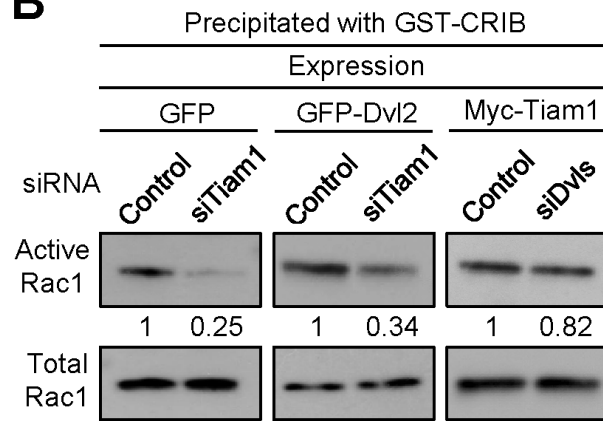 B
Precipitated with GST-CRIB
Expression
GFP GFP-Dvl2 Myc-Tiam1
siRNA Control siTiam1 Control siTiam1 Control siDvls
Active
Rac1
1 0.25 1 0.34 1 0.82
Total
Rac1